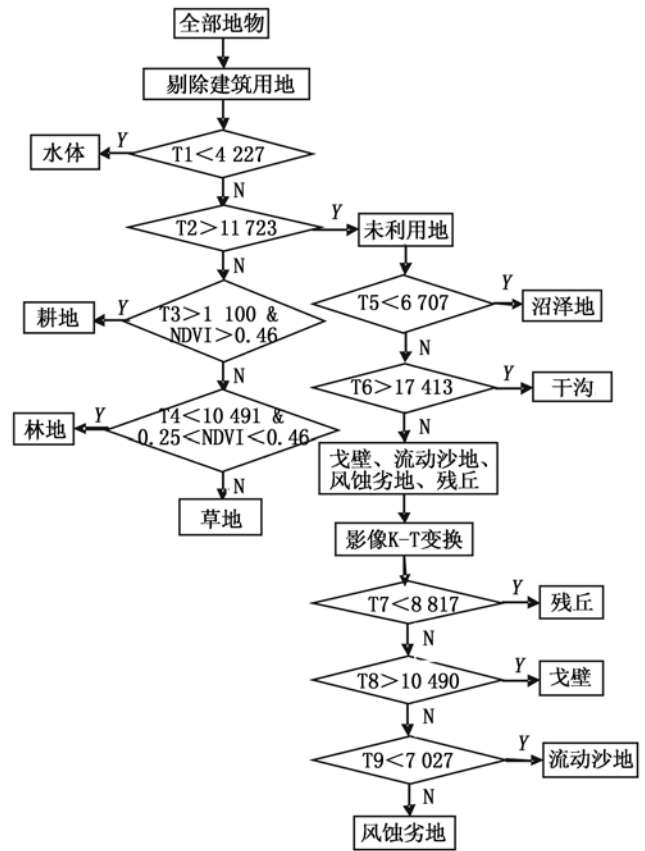 全部地物
剔除建筑用地
T1<4 227
Y
水体
N
T2>11 723
Y
未利用地
N
T3>1 100 &
NDVI>0.46
Y
耕地
N
T4<10 491 &
0.25<NDVI<0.46
Y
林地
N
草地
T5<6 707
Y
沼泽地
N
T6>17 413
Y
干沟
N
戈壁、流动沙地、
风蚀劣地、残丘
影像K-T变换
T7<8 817
Y
残丘
N
T8>10 490
Y
戈壁
N
T9<7 027
Y
流动沙地
N
风蚀劣地